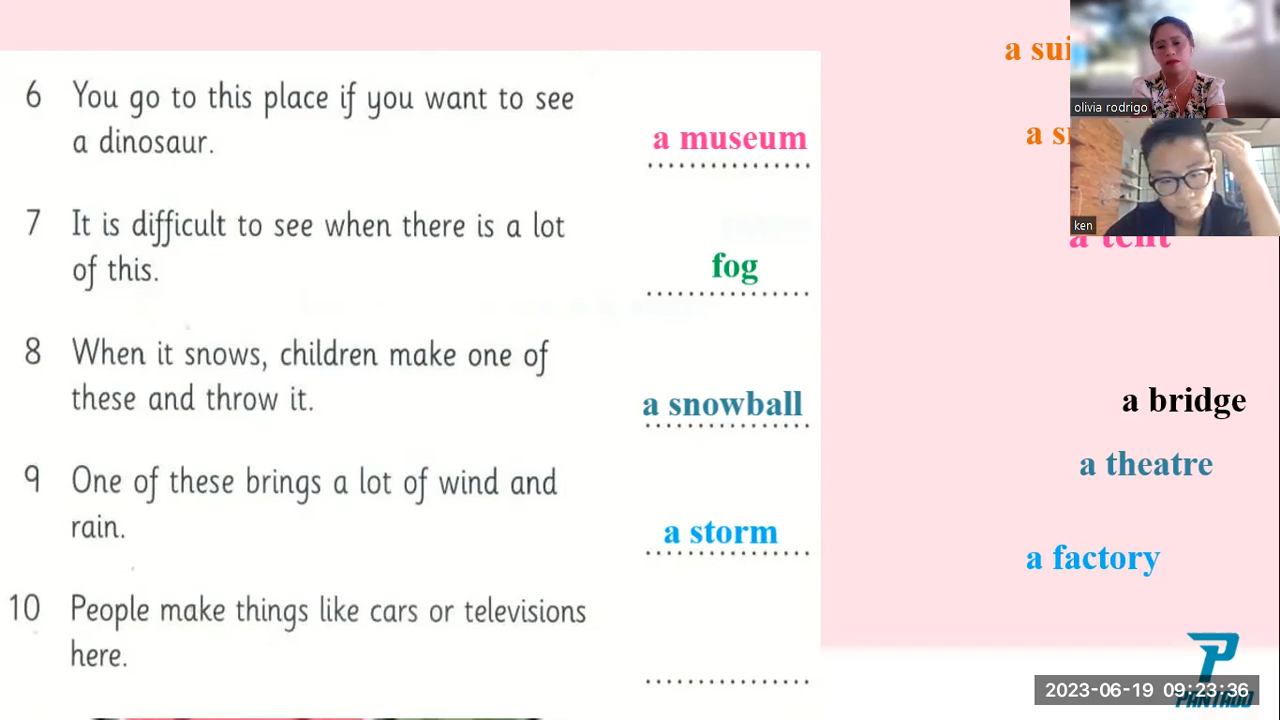 6 You go to this place if you want to see
a dinosaur.
a museum
7 It is difficult to see when there is a lot
of this.
fog
8 When it snows, children make one of
these and throw it.
a snowball
9 One of these brings a lot of wind and
rain.
a storm
10 People make things like cars or televisions
here.
a sui
a s
a tent
a bridge
a theatre
a factory
olivia rodrigo
ken
2023-06-19 09:23:36
PANTADO